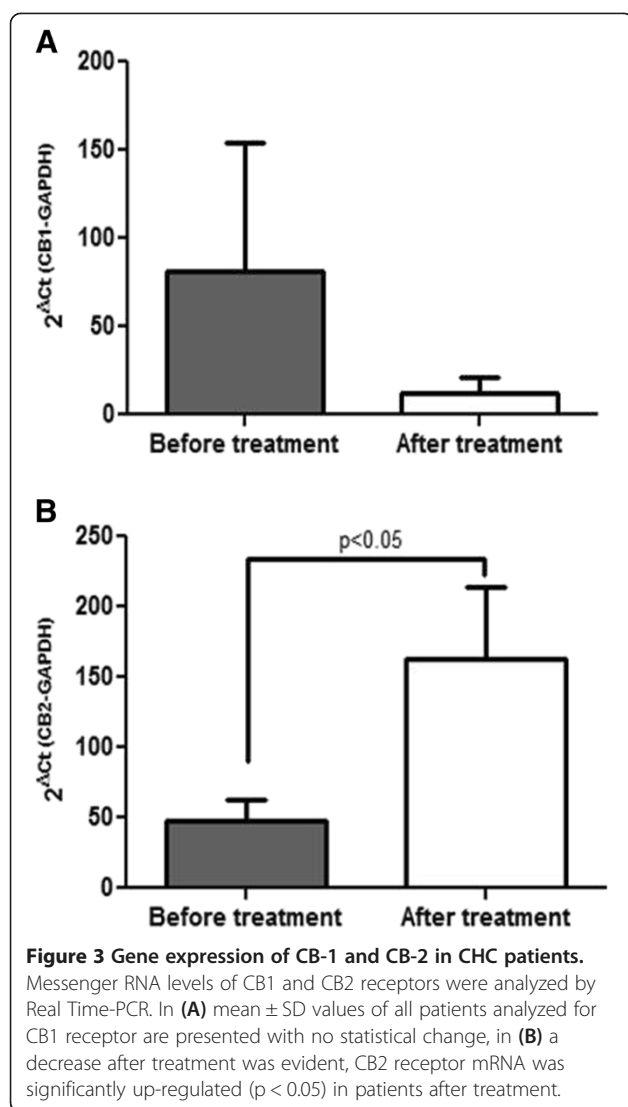 A
200
150
100
50
0
2^ΔCt (CB1-GAPDH)
Before treatment After treatment
B
250
200
150
100
50
0
2^ΔCt (CB2-GAPDH)
p<0.05
Before treatment After treatment
Figure 3 Gene expression of CB-1 and CB-2 in CHC patients.
Messenger RNA levels of CB1 and CB2 receptors were analyzed by
Real Time-PCR. In (A) mean ± SD values of all patients analyzed for
CB1 receptor are presented with no statistical change, in (B) a
decrease after treatment was evident, CB2 receptor mRNA was
significantly up-regulated (p < 0.05) in patients after treatment.